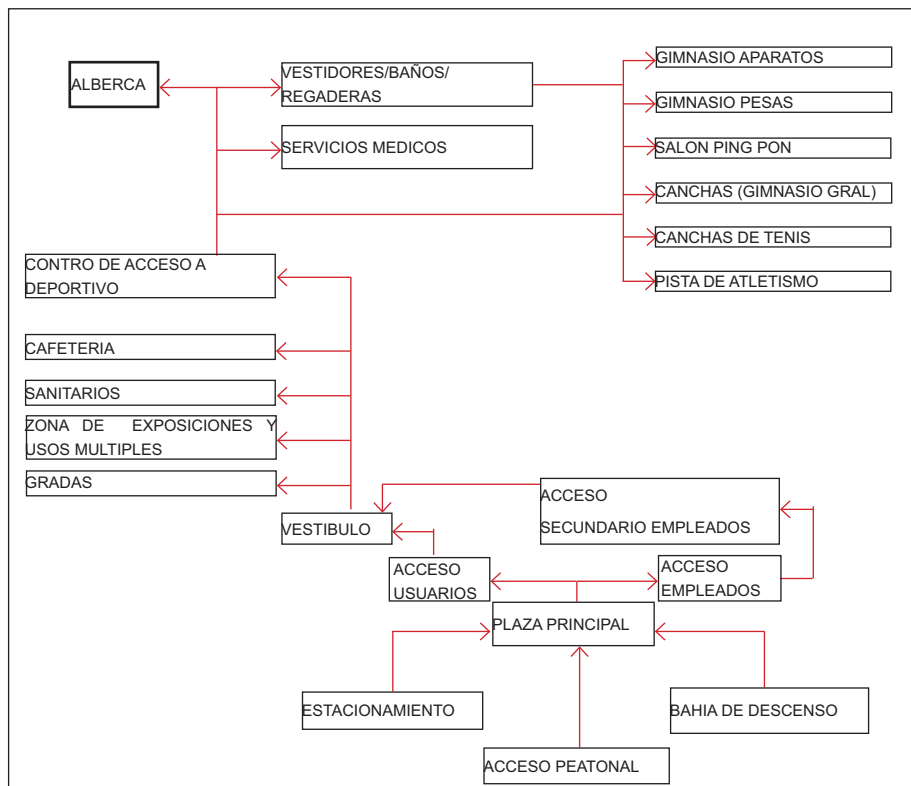 ALBERCA
VESTIDORES/BAÑOS/
REGADERAS
SERVICIOS MEDICOS
GIMNASIO APARATOS
GIMNASIO PESAS
SALON PING PON
CANCHAS (GIMNASIO GRAL)
CANCHAS DE TENIS
PISTA DE ATLETISMO
CONTRO DE ACCESO A
DEPORTIVO
CAFETERIA
SANITARIOS
ZONA DE EXPOSICIONES Y
USOS MULTIPLES
GRADAS
VESTIBULO
ACCESO
SECUNDARIO EMPLEADOS
ACCESO
USUARIOS
ACCESO
EMPLEADOS
PLAZA PRINCIPAL
ESTACIONAMIENTO
BAHIA DE DESCENSO
ACCESO PEATONAL